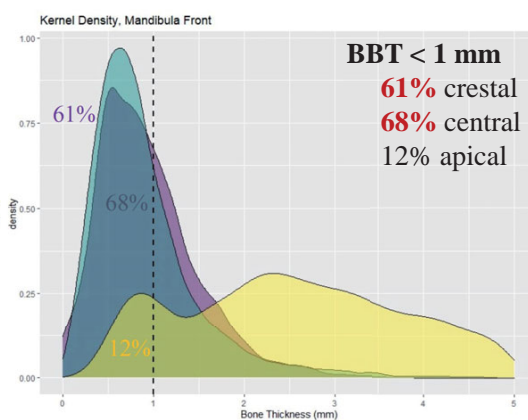 Kernel Density, Mandibula Front
BBT < 1 mm
61% crestal
68% central
12% apical
61%
68%
12%
density
1.00
0.75
0.50
0.25
0.00
0 1 2 3 4 5
Bone Thickness (mm)